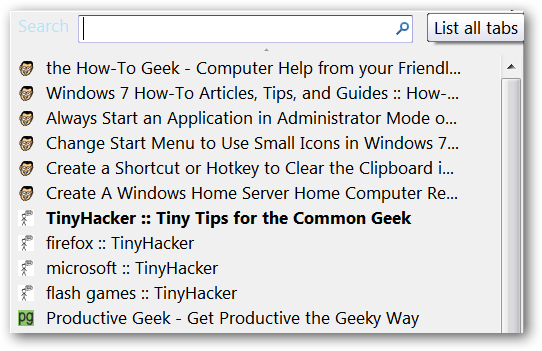 Search
List all tabs
the How-To Geek - Computer Help from your Friendl...
Windows 7 How-To Articles, Tips, and Guides :: How-...
Always Start an Application in Administrator Mode o...
Change Start Menu to Use Small Icons in Windows 7...
Create a Shortcut or Hotkey to Clear the Clipboard i...
Create A Windows Home Server Home Computer Re...
TinyHacker :: Tiny Tips for the Common Geek
firefox :: TinyHacker
microsoft :: TinyHacker
flash games :: TinyHacker
pg Productive Geek - Get Productive the Geeky Way